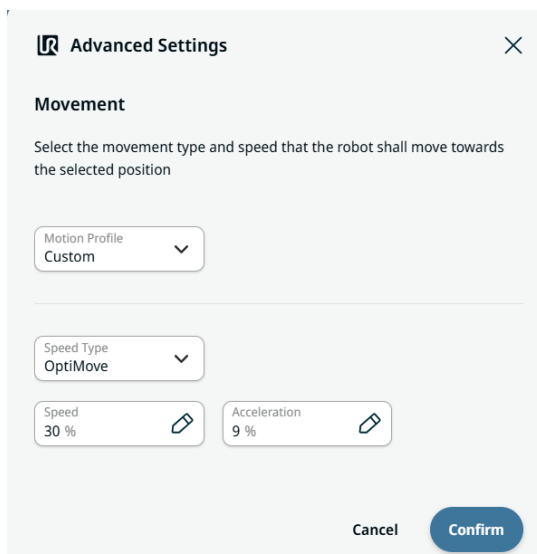 UR Advanced Settings
Movement
Select the movement type and speed that the robot shall move towards
the selected position
Motion Profile
Custom
Speed Type
OptiMove
Speed
30 %
Acceleration
9 %
Cancel
Confirm